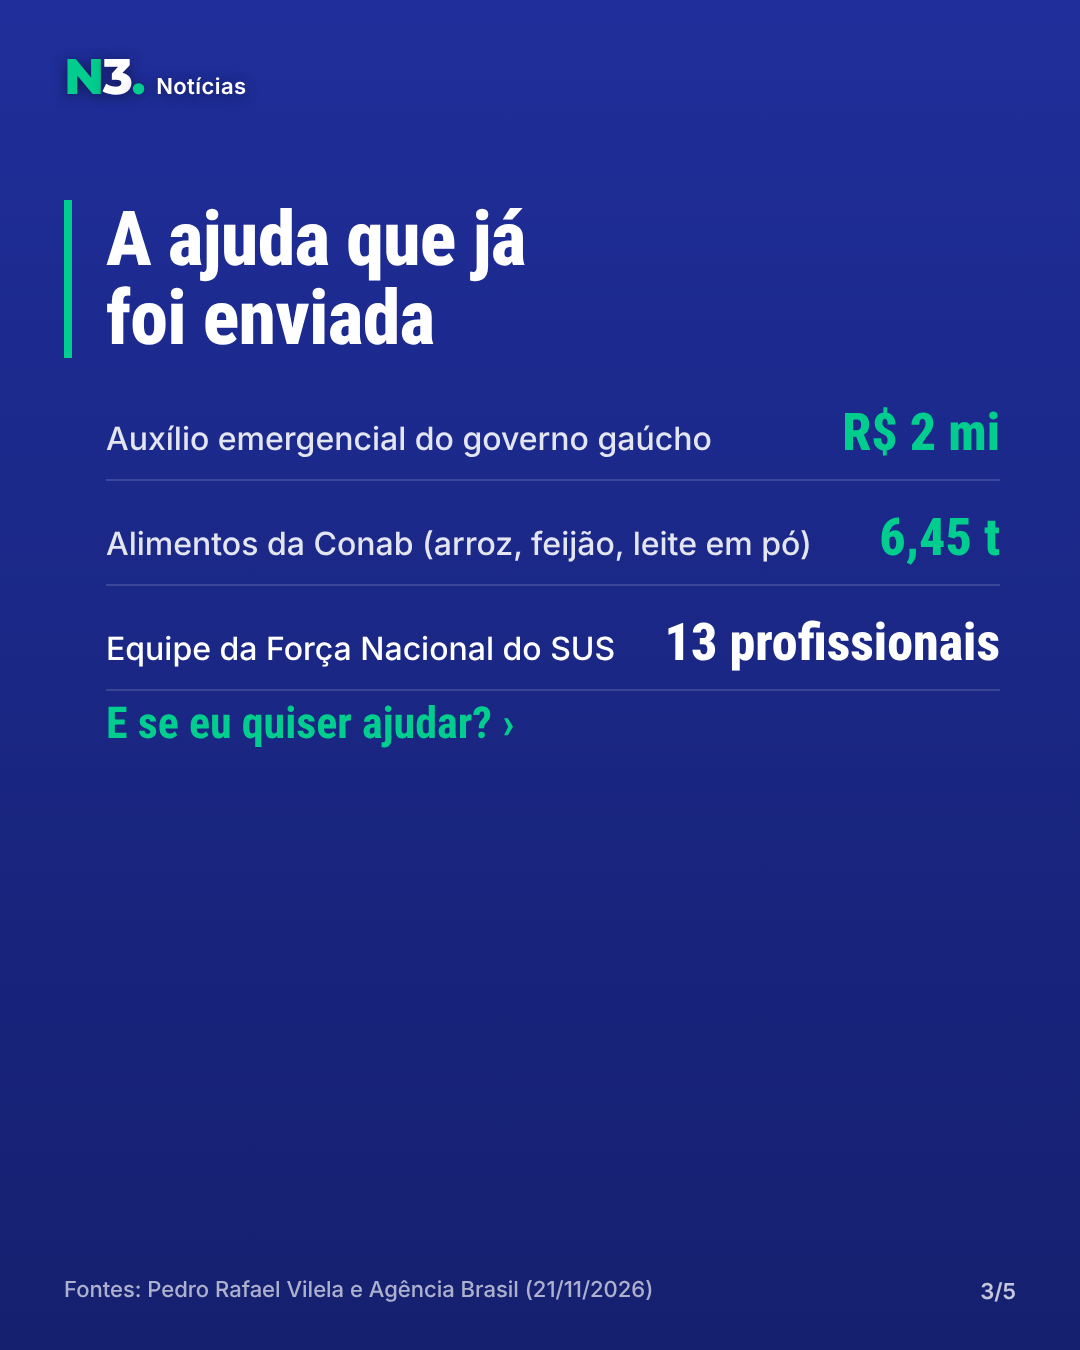 N3. Notícias
A ajuda que já
foi enviada
Auxílio emergencial do governo gaúcho R$ 2 mi
Alimentos da Conab (arroz, feijão, leite em pó) 6,45 t
Equipe da Força Nacional do SUS 13 profissionais
E se eu quiser ajudar? ›
Fontes: Pedro Rafael Vilela e Agência Brasil (21/11/2026) 3/5